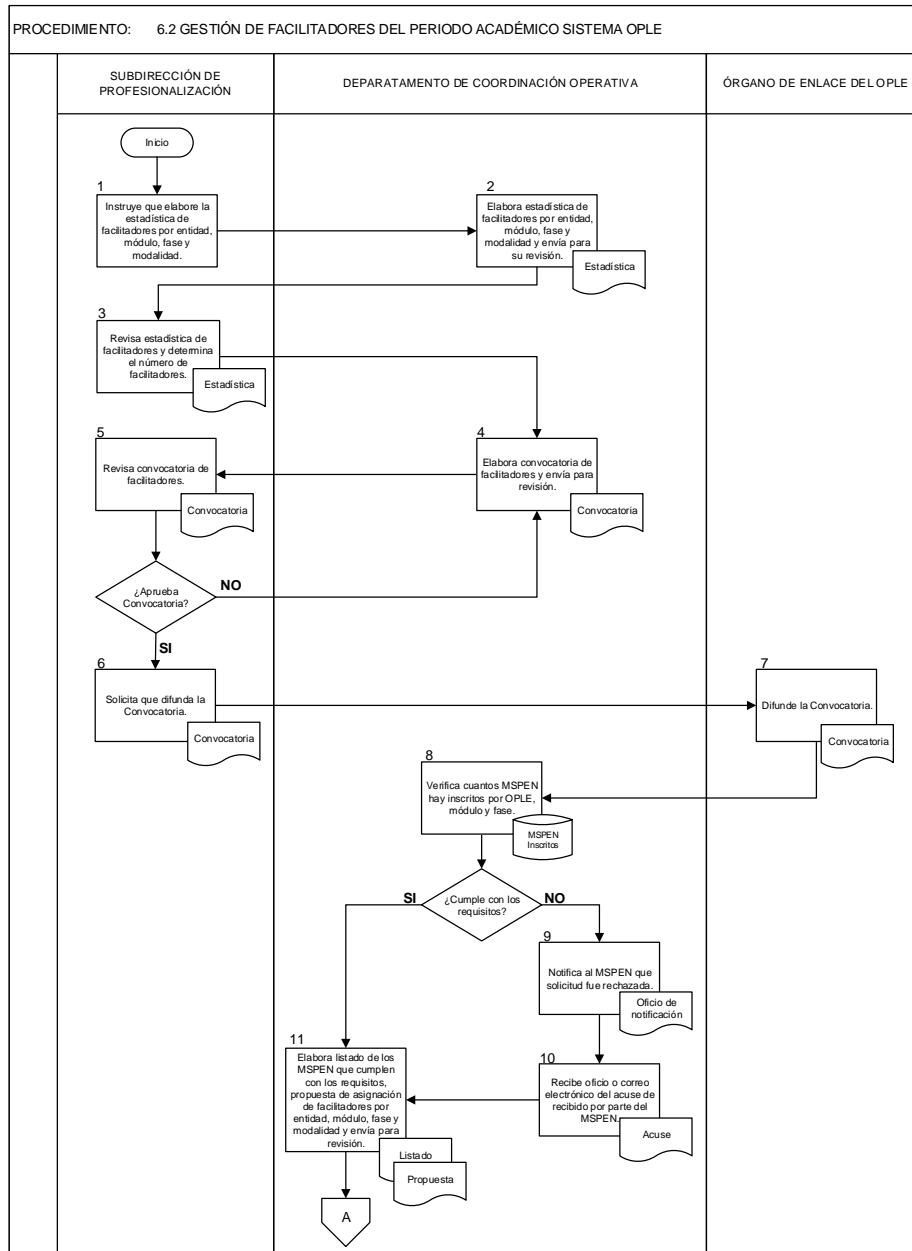 PROCEDIMIENTO: 6.2 GESTIÓN DE FACILITADORES DEL PERIODO ACADÉMICO SISTEMA OPLE
SUBDIRECCIÓN DE
PROFESIONALIZACIÓN
DEPARATAMENTO DE COORDINACIÓN OPERATIVA
ÓRGANO DE ENLACE DEL OPLE
Inicio
1
Instruye que elabore la
estadística de
facilitadores por entidad,
módulo, fase y
modalidad.
2
Elabora estadística de
facilitadores por entidad,
módulo, fase y
modalidad y envía para
su revisión.
Estadística
3
Revisa estadística de
facilitadores y determina
el número de
facilitadores.
Estadística
4
Elabora convocatoria de
facilitadores y envía para
revisión.
Convocatoria
5
Revisa convocatoria de
facilitadores.
Convocatoria
¿Aprueba
Convocatoria?
NO
SI
6
Solicita que difunda la
Convocatoria.
Convocatoria
7
Difunde la Convocatoria.
Convocatoria
8
Verifica cuantos MSPEN
hay inscritos por OPLE,
módulo y fase.
MSPEN
Inscritos
¿Cumple con los
requisitos?
SI
NO
9
Notifica al MSPEN que
solicitud fue rechazada.
Oficio de
notificación
10
Recibe oficio o correo
electrónico del acuse de
recibido por parte del
MSPEN.
Acuse
11
Elabora listado de los
MSPEN que cumplen
con los requisitos,
propuesta de asignación
de facilitadores por
entidad, módulo, fase y
modalidad y envía para
revisión.
Listado
Propuesta
A